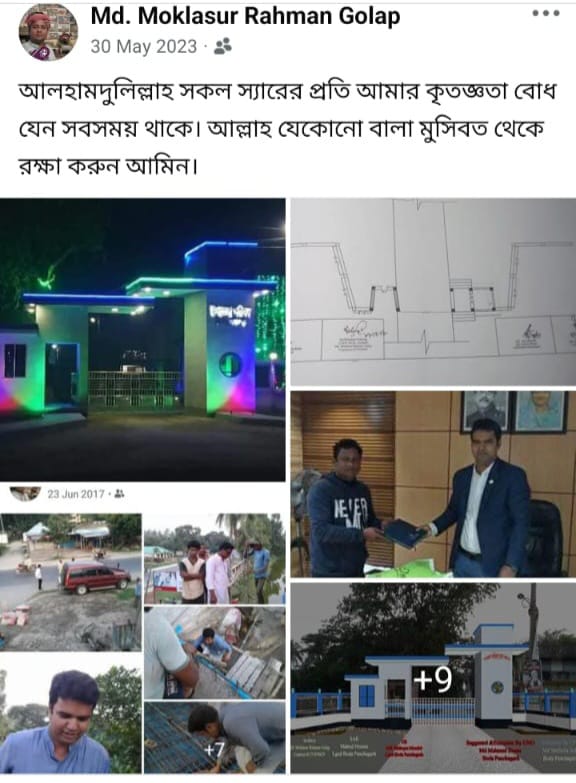 Md. Moklasur Rahman Golap
30 May 2023
আলহামদুলিল্লাহ সকল স্যারের প্রতি আমার কৃতজ্ঞতা বোধ
যেন সবসময় থাকে। আল্লাহ যেকোনো বালা মুসিবত থেকে
রক্ষা করুন আমিন।
23 Jun 2017
+7
+9